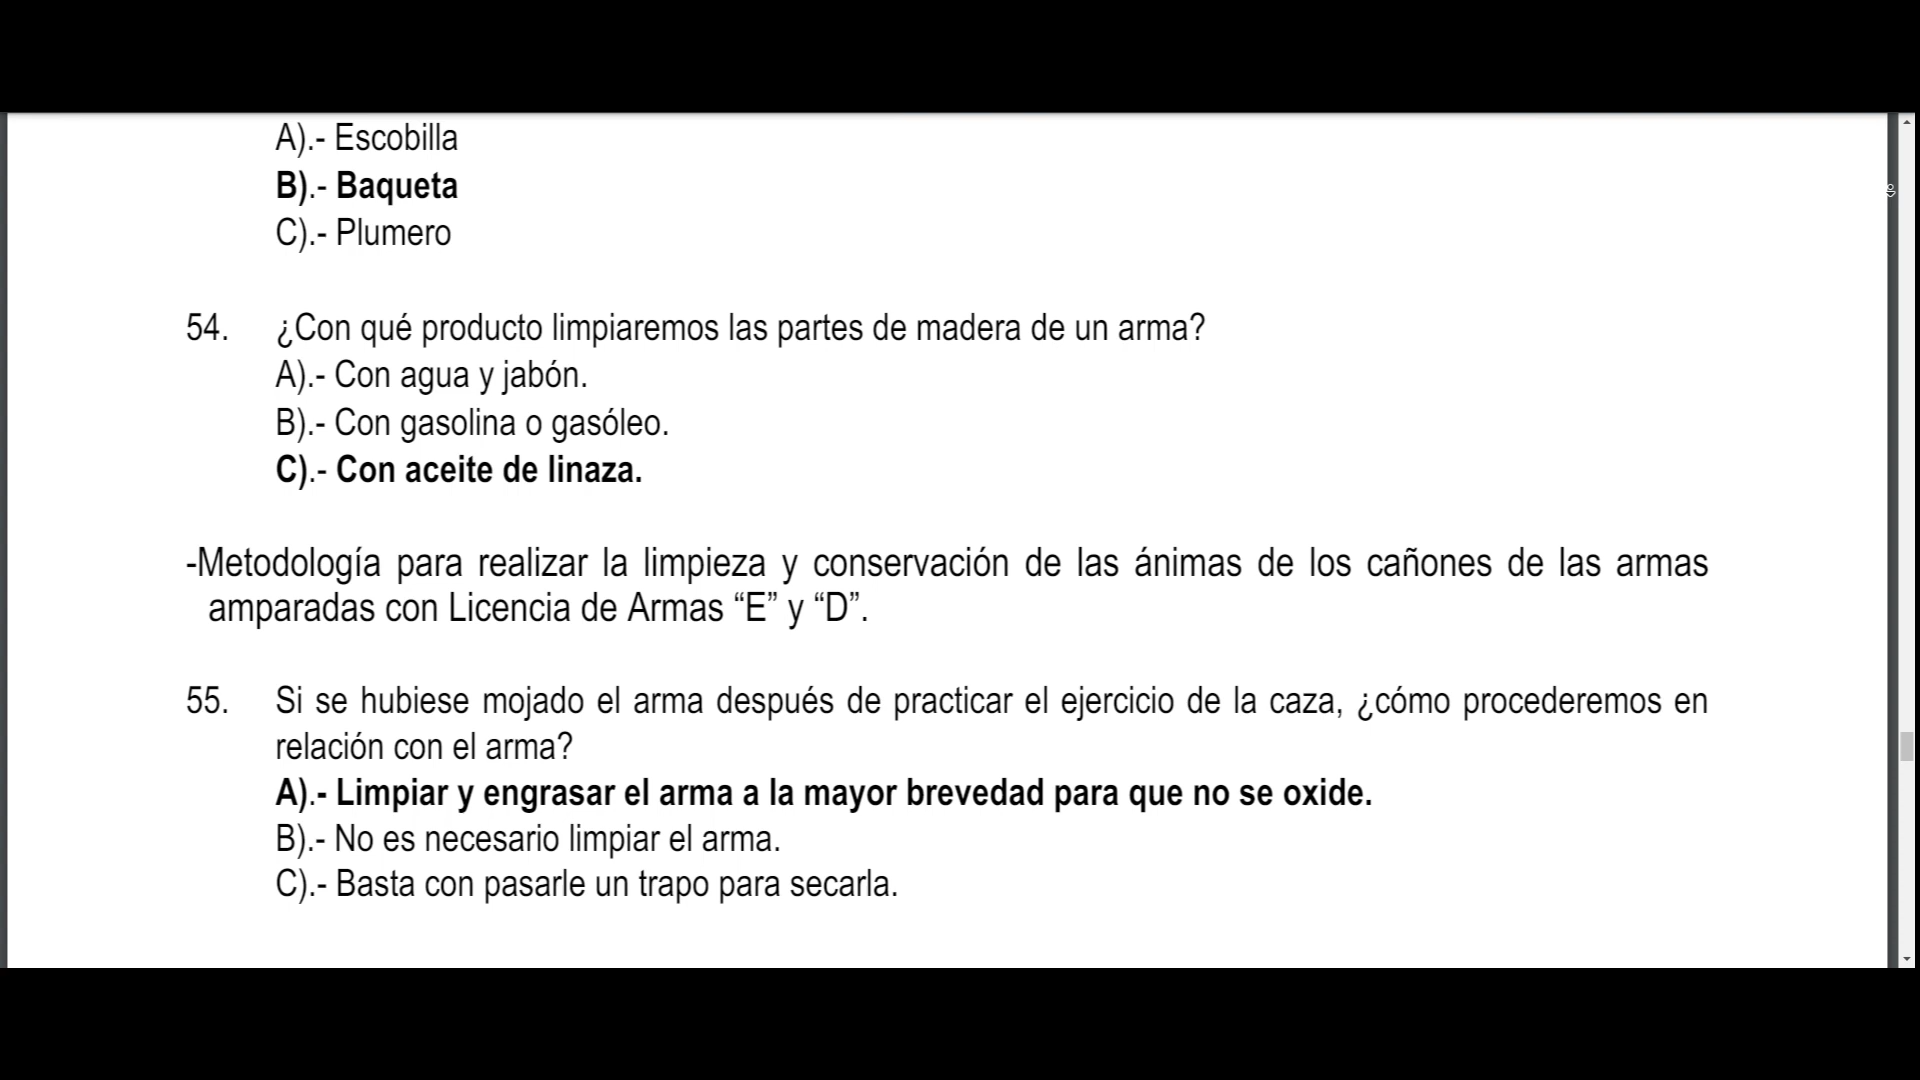 A).- Escobilla
B).- Baqueta
C).- Plumero
54. ¿Con qué producto limpiaremos las partes de madera de un arma?
A).- Con agua y jabón.
B).- Con gasolina o gasóleo.
C).- Con aceite de linaza.
-Metodología para realizar la limpieza y conservación de las ánimas de los cañones de las armas
amparadas con Licencia de Armas “E” y “D”.
55. Si se hubiese mojado el arma después de practicar el ejercicio de la caza, ¿cómo procederemos en
relación con el arma?
A).- Limpiar y engrasar el arma a la mayor brevedad para que no se oxide.
B).- No es necesario limpiar el arma.
C).- Basta con pasarle un trapo para secarla.